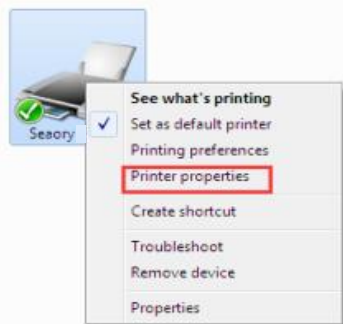 Seaory
See what's printing
Set as default printer
Printing preferences
Printer properties
Create shortcut
Troubleshoot
Remove device
Properties